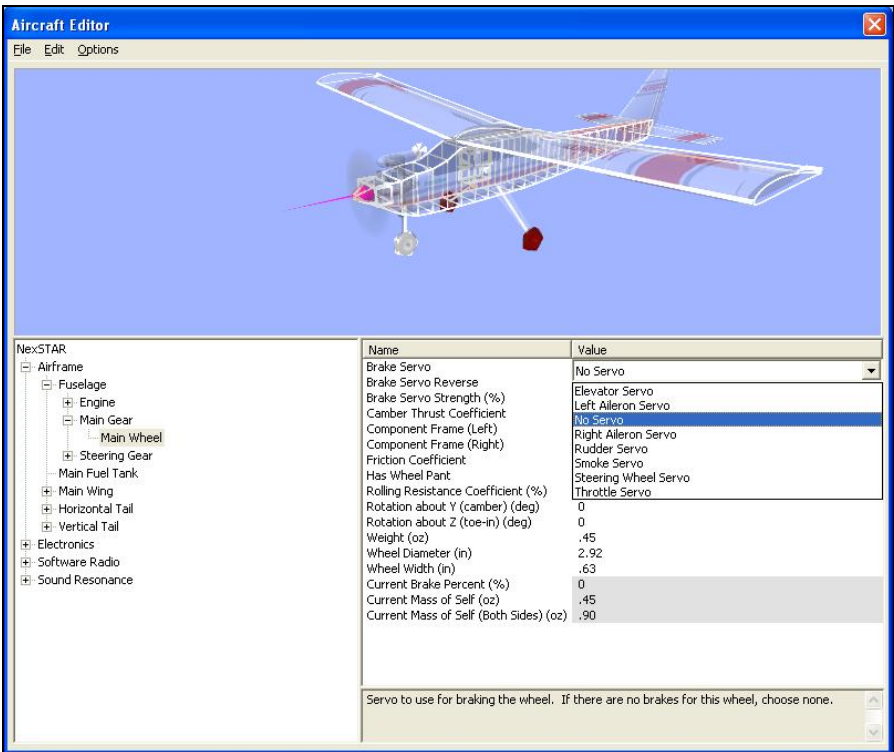 Aircraft Editor
File Edit Options
NexSTAR
Airframe
Fuselage
Engine
Main Gear
Main Wheel
Steering Gear
Main Fuel Tank
Main Wing
Horizontal Tail
Vertical Tail
Electronics
Software Radio
Sound Resonance
Name Value
Brake Servo No Servo
Brake Servo Reverse
Brake Servo Strength (%)
Camber Thrust Coefficient
Component Frame (Left)
Component Frame (Right)
Friction Coefficient
Has Wheel Pant
Rolling Resistance Coefficient (%)
Elevator Servo
Left Aileron Servo
No Servo
Right Aileron Servo
Rudder Servo
Smoke Servo
Steering Wheel Servo
Throttle Servo
Rotation about Y (camber) (deg) 0
Rotation about Z (toe-in) (deg) 0
Weight (oz) .45
Wheel Diameter (in) 2.92
Wheel Width (in) .63
Current Brake Percent (%) 0
Current Mass of Self (oz) .45
Current Mass of Self (Both Sides) (oz) .90
Servo to use for braking the wheel. If there are no brakes for this wheel, choose none.